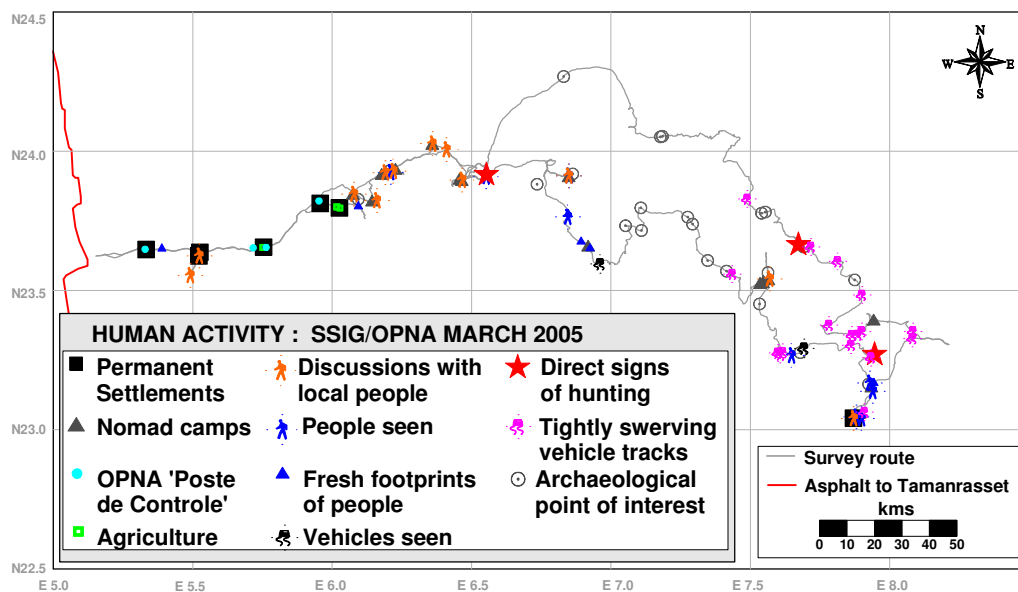 N24.5
N24.0
N23.5
N23.0
N22.5
N
W E
S
HUMAN ACTIVITY : SSIG/OPNA MARCH 2005
Permanent
Settlements
Discussions with
local people
Direct signs
of hunting
Nomad camps
People seen
Tightly swerving
vehicle tracks
OPNA 'Poste
de Controle'
Fresh footprints
of people
Archaeological
point of interest
Agriculture
Vehicles seen
Survey route
Asphalt to Tamanrasset
kms
0 10 20 30 40 50
E 5.0 E 5.5 E 6.0 E 6.5 E 7.0 E 7.5 E 8.0